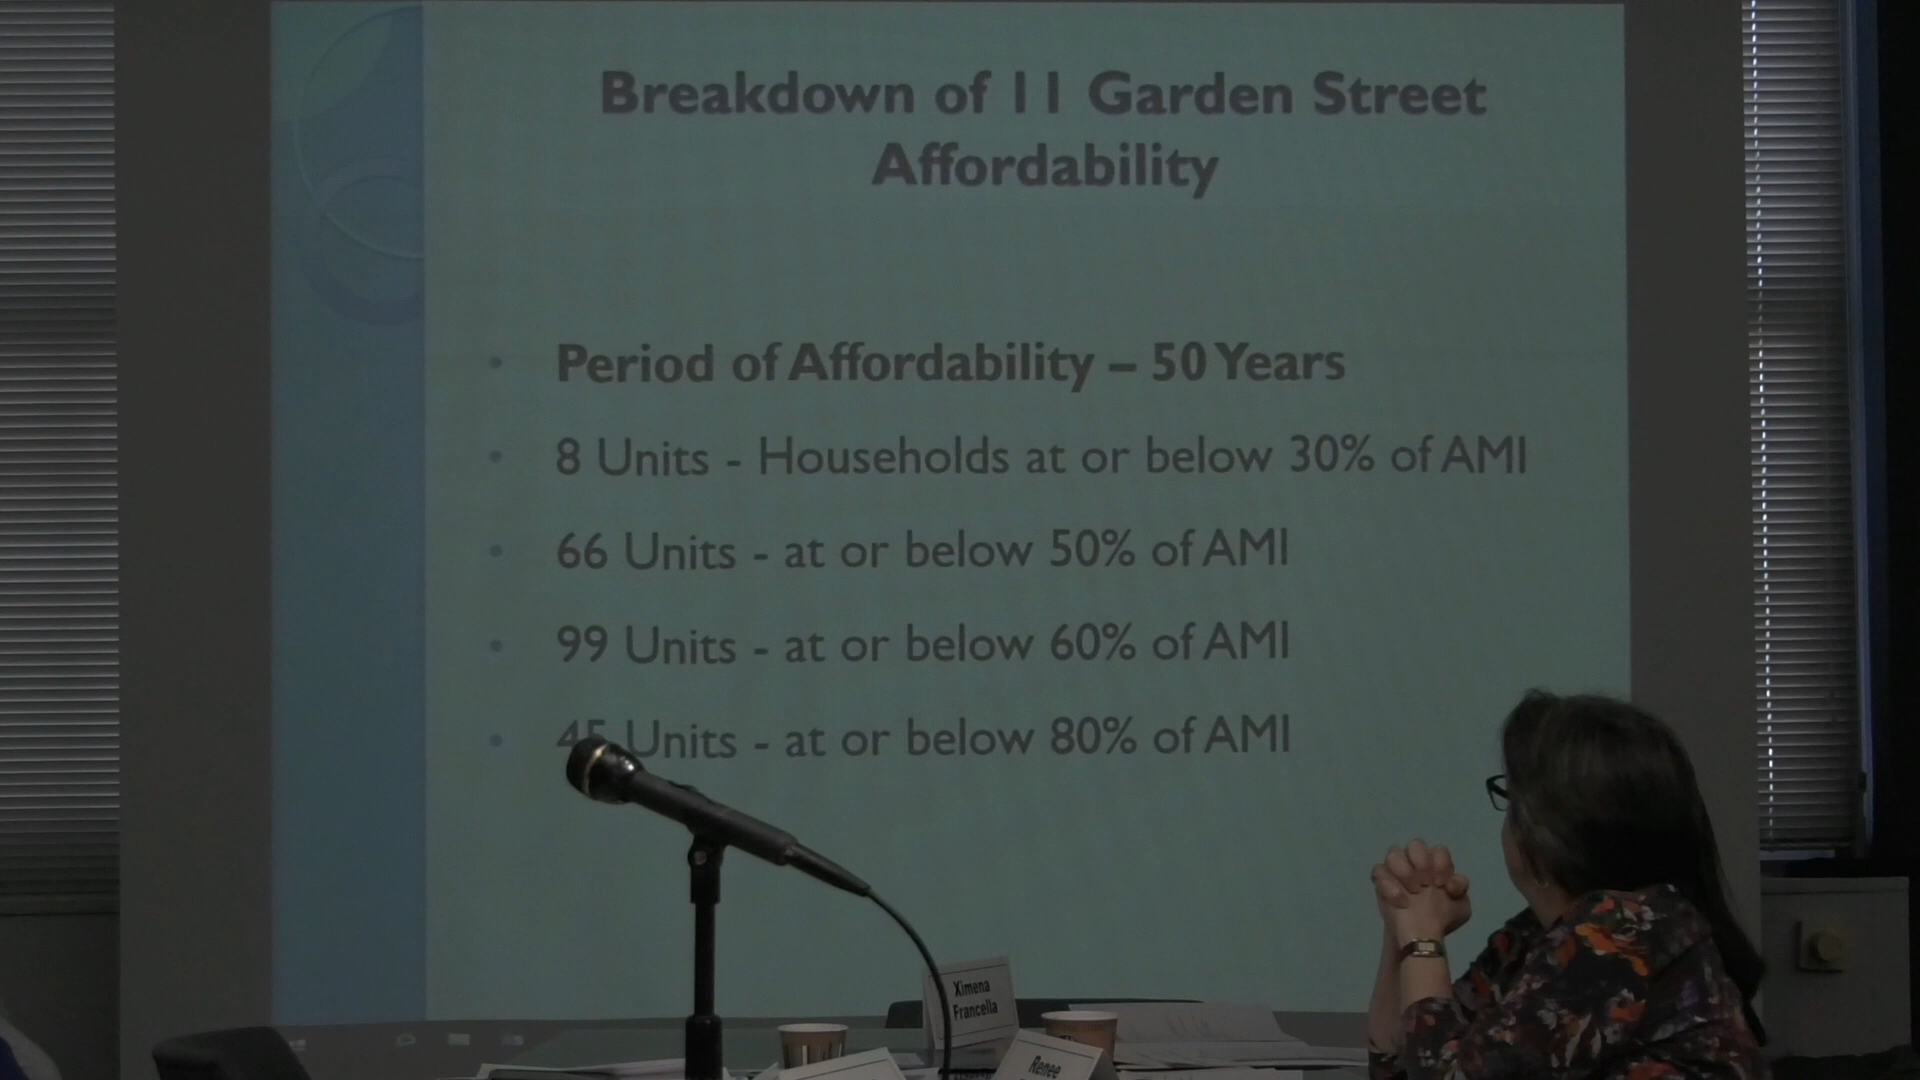 Breakdown of 11 Garden Street
Affordability
• Period of Affordability – 50 Years
• 8 Units - Households at or below 30% of AMI
• 66 Units - at or below 50% of AMI
• 99 Units - at or below 60% of AMI
• 45 Units - at or below 80% of AMI
Ximena
Francella
Renee